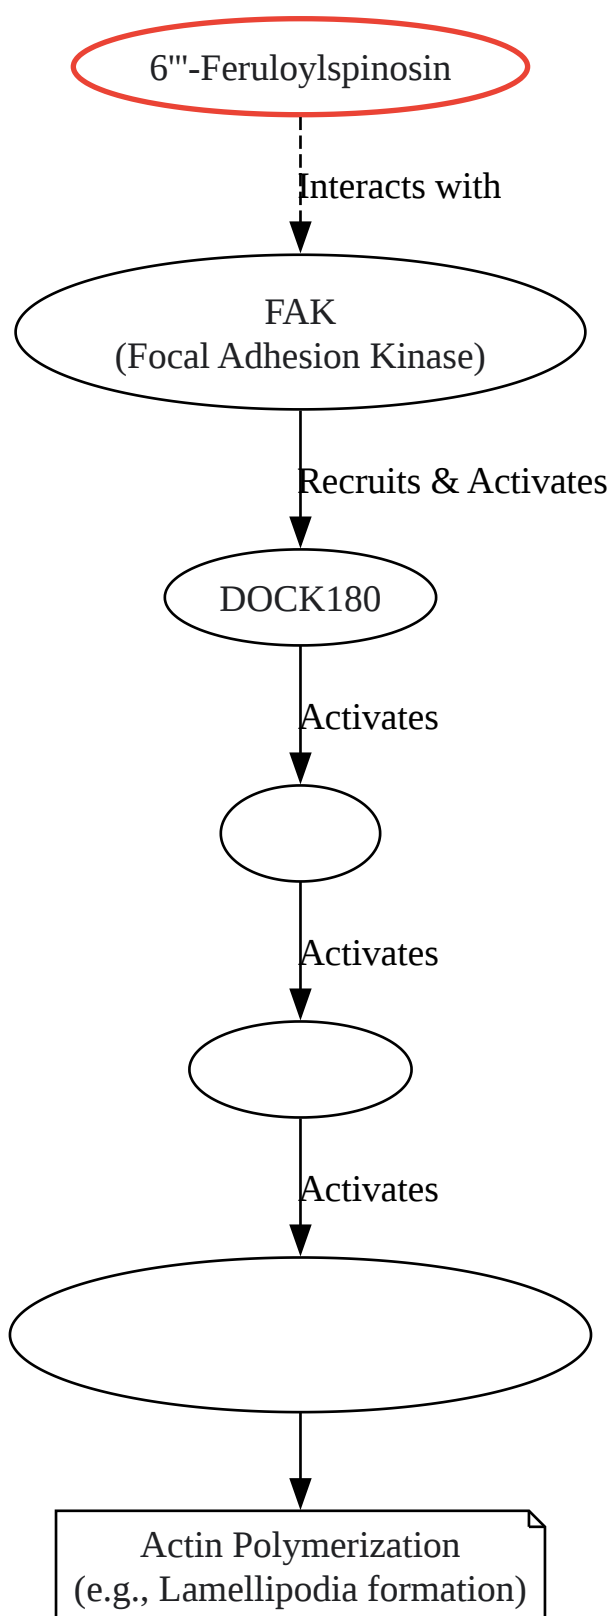 6'''-Feruloylspinosin
Interacts with
FAK
(Focal Adhesion Kinase)
Recruits & Activates
DOCK180
Activates
Activates
Activates
Actin Polymerization
(e.g., Lamellipodia formation)